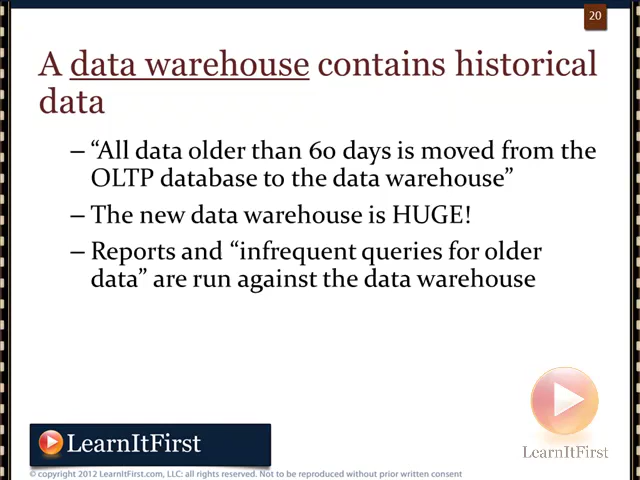 20
A data warehouse contains historical
data
– “All data older than 60 days is moved from the
OLTP database to the data warehouse”
– The new data warehouse is HUGE!
– Reports and “infrequent queries for older
data” are run against the data warehouse
LearnItFirst
LearnItFirst
© copyright 2012 LearnItFirst.com, LLC: all rights reserved. Not to be reproduced without prior written consent